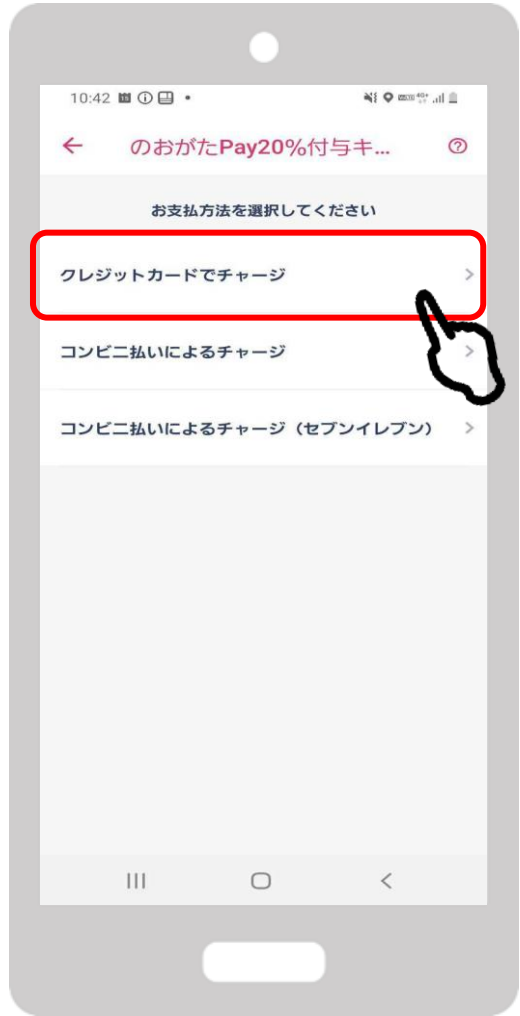 10:42
のおがたPay20%付与キ...
お支払方法を選択してください
クレジットカードでチャージ
コンビニ払いによるチャージ
コンビニ払いによるチャージ（セブンイレブン）